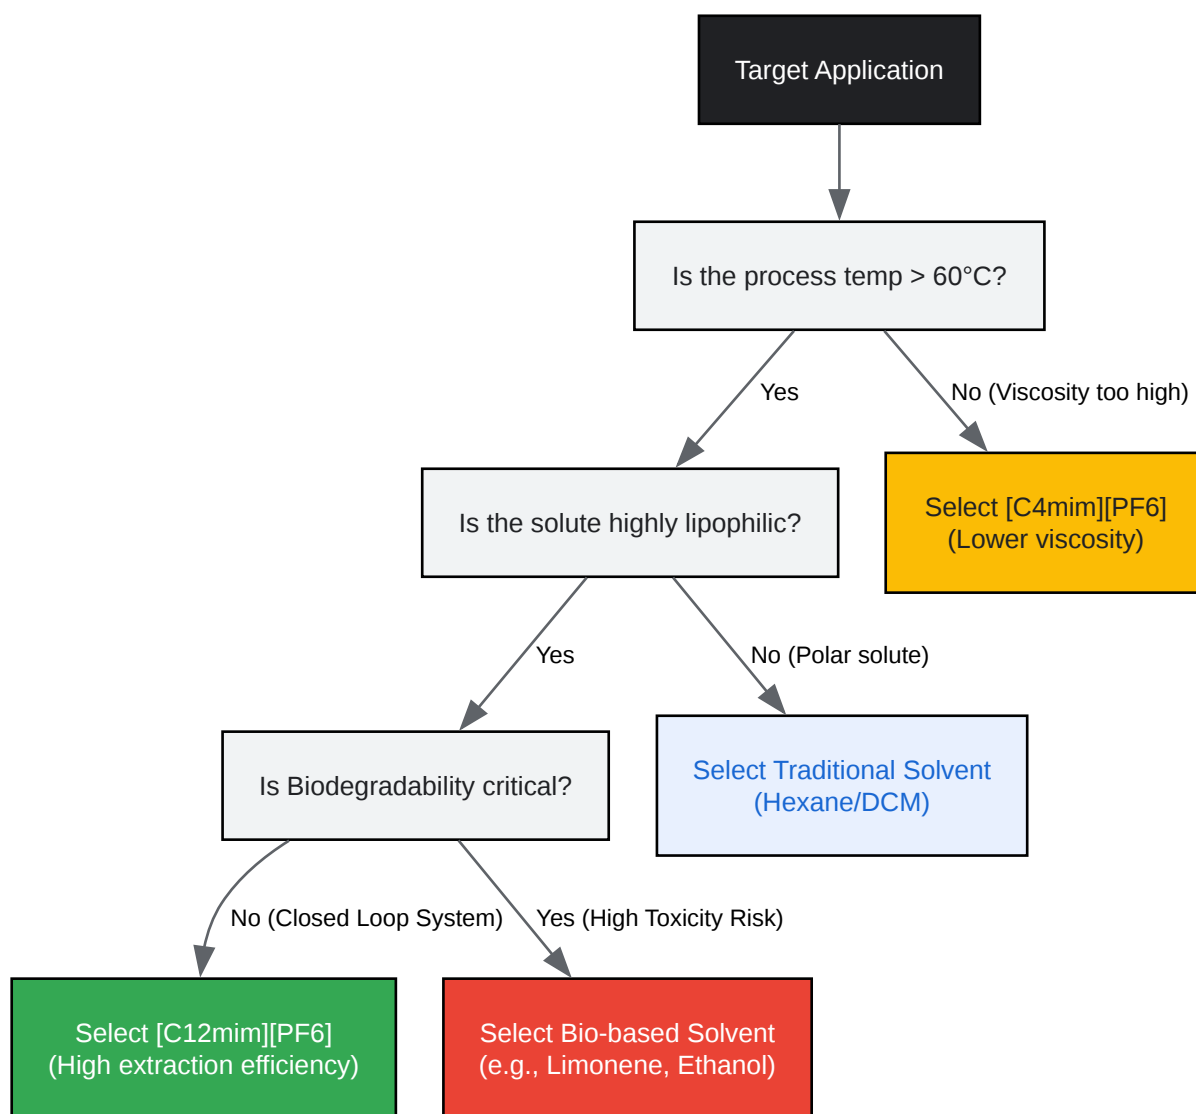 Target Application
Is the process temp > 60°C?
Yes
No (Viscosity too high)
Is the solute highly lipophilic?
Select [C4mim][PF6]
(Lower viscosity)
Yes
No (Polar solute)
Is Biodegradability critical?
Select Traditional Solvent
(Hexane/DCM)
No (Closed Loop System)
Yes (High Toxicity Risk)
Select [C12mim][PF6]
(High extraction efficiency)
Select Bio-based Solvent
(e.g., Limonene, Ethanol)